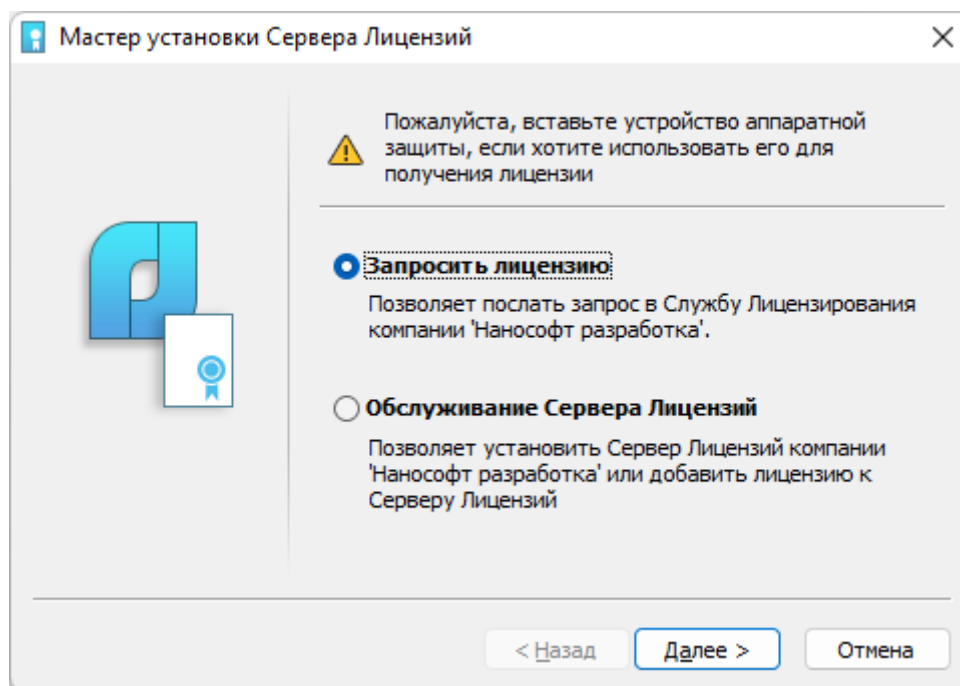 Мастер установки Сервера Лицензий
Пожалуйста, вставьте устройство аппаратной
защиты, если хотите использовать его для
получения лицензии
Запросить лицензию
Позволяет послать запрос в Службу Лицензирования
компании 'Нанософт разработка'.
Обслуживание Сервера Лицензий
Позволяет установить Сервер Лицензий компании
'Нанософт разработка' или добавить лицензию к
Серверу Лицензий
< Назад
Далее >
Отмена